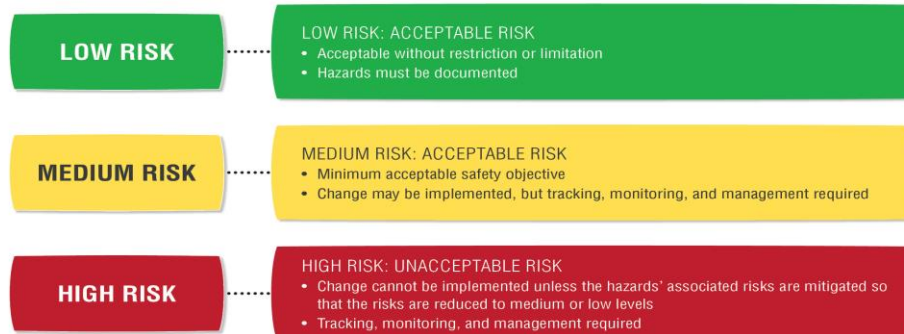 LOW RISK
LOW RISK: ACCEPTABLE RISK
• Acceptable without restriction or limitation
• Hazards must be documented
MEDIUM RISK
MEDIUM RISK: ACCEPTABLE RISK
• Minimum acceptable safety objective
• Change may be implemented, but tracking, monitoring, and management required
HIGH RISK
HIGH RISK: UNACCEPTABLE RISK
• Change cannot be implemented unless the hazards’ associated risks are mitigated so
that the risks are reduced to medium or low levels
• Tracking, monitoring, and management required